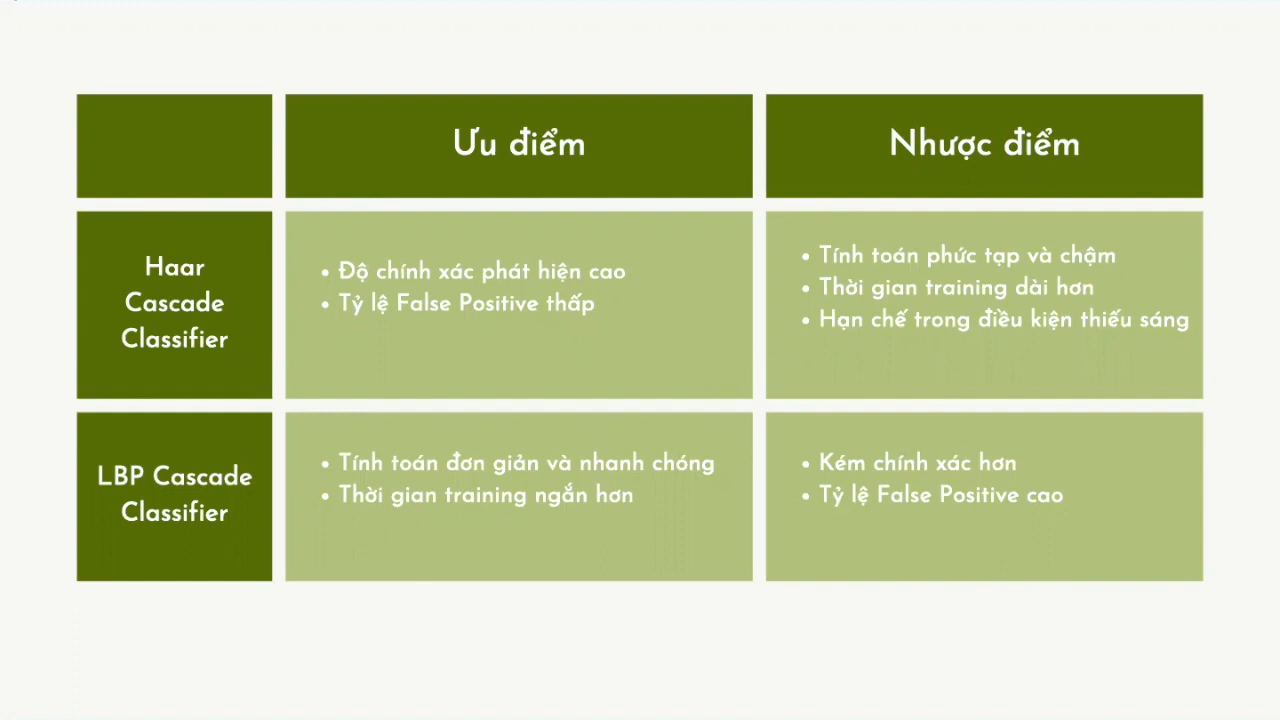 Ưu điểm
Nhược điểm
Haar
Cascade
Classifier
• Độ chính xác phát hiện cao
• Tỷ lệ False Positive thấp
• Tính toán phức tạp và chậm
• Thời gian training dài hơn
• Hạn chế trong điều kiện thiếu sáng
LBP Cascade
Classifier
• Tính toán đơn giản và nhanh chóng
• Thời gian training ngắn hơn
• Kém chính xác hơn
• Tỷ lệ False Positive cao